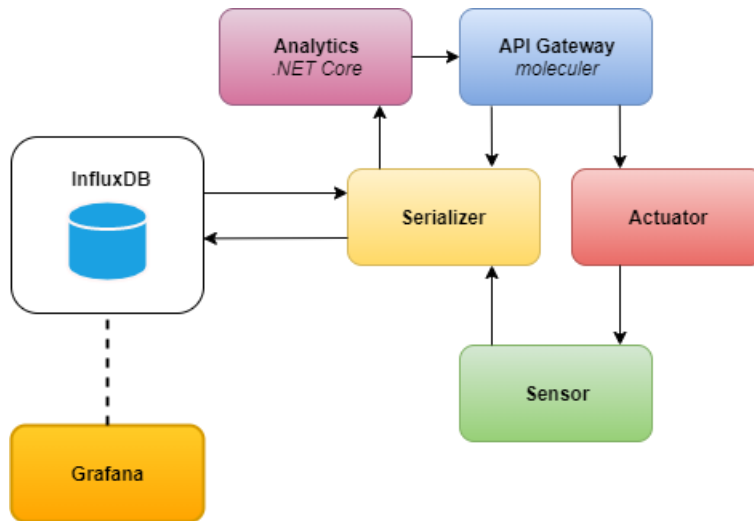 Analytics
.NET Core
API Gateway
moleculer
InfluxDB
Serializer
Actuator
Sensor
Grafana